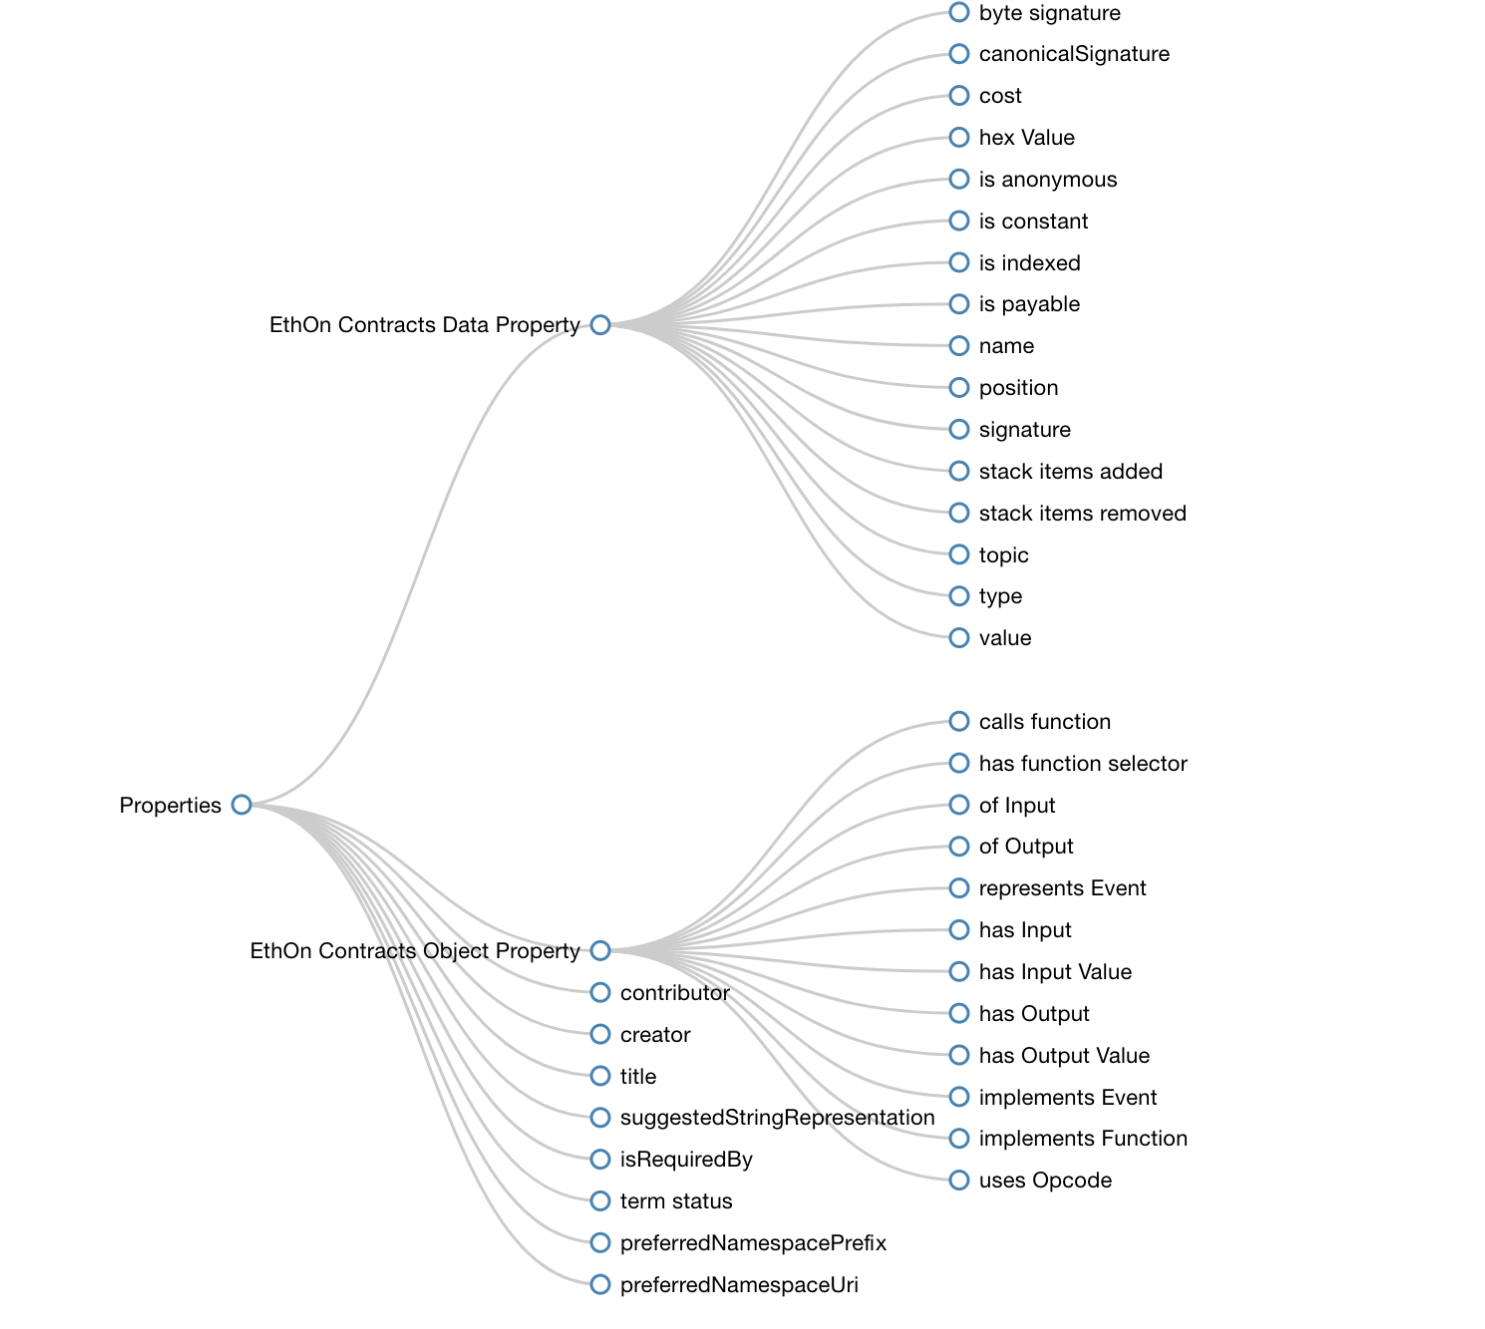 byte signature
canonicalSignature
cost
hex Value
is anonymous
is constant
is indexed
is payable
EthOn Contracts Data Property
name
position
signature
stack items added
stack items removed
topic
type
value
calls function
has function selector
Properties
of Input
of Output
represents Event
has Input
EthOn Contracts Object Property
has Input Value
contributor
has Output
creator
has Output Value
title
implements Event
suggestedStringRepresentation
implements Function
isRequiredBy
uses Opcode
term status
preferredNamespacePrefix
preferredNamespaceUri